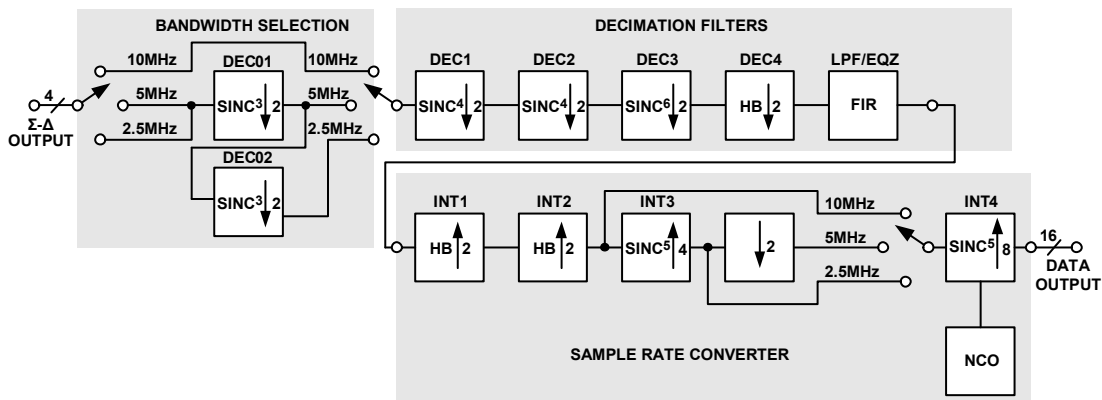 BANDWIDTH SELECTION
10MHz
10MHz
DEC01
4
5MHz
SINC3
2
5MHz
Σ-Δ
OUTPUT
2.5MHz
2.5MHz
DEC02
SINC3
2
DECIMATION FILTERS
DEC1
DEC2
DEC3
DEC4
LPF/EQZ
SINC4
2
SINC4
2
SINC6
2
HB
2
FIR
INT1
INT2
INT3
10MHz
INT4
HB
2
HB
2
SINC5
4
2
5MHz
SINC5
8
16
DATA
OUTPUT
2.5MHz
SAMPLE RATE CONVERTER
NCO